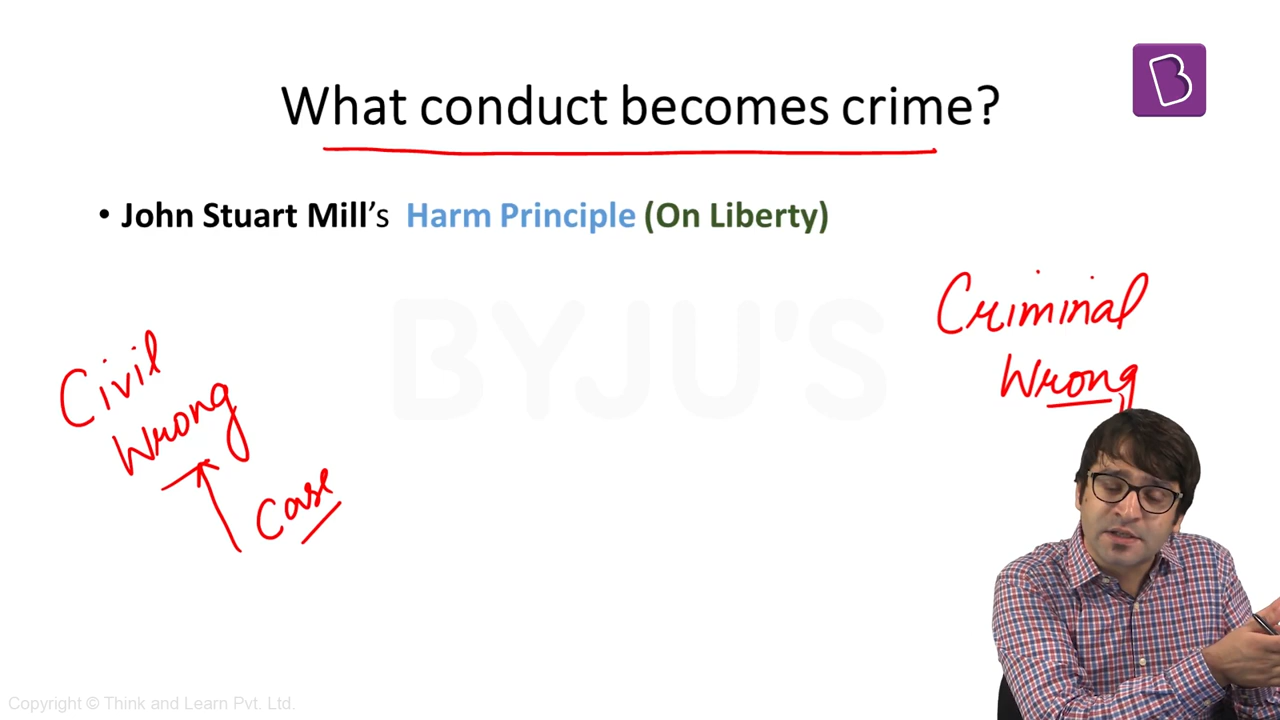 What conduct becomes crime?
• John Stuart Mill’s Harm Principle (On Liberty)
Criminal
Wrong
BYJU'S
Civil
Wrong
Case
Copyright © Think and Learn Pvt. Ltd.